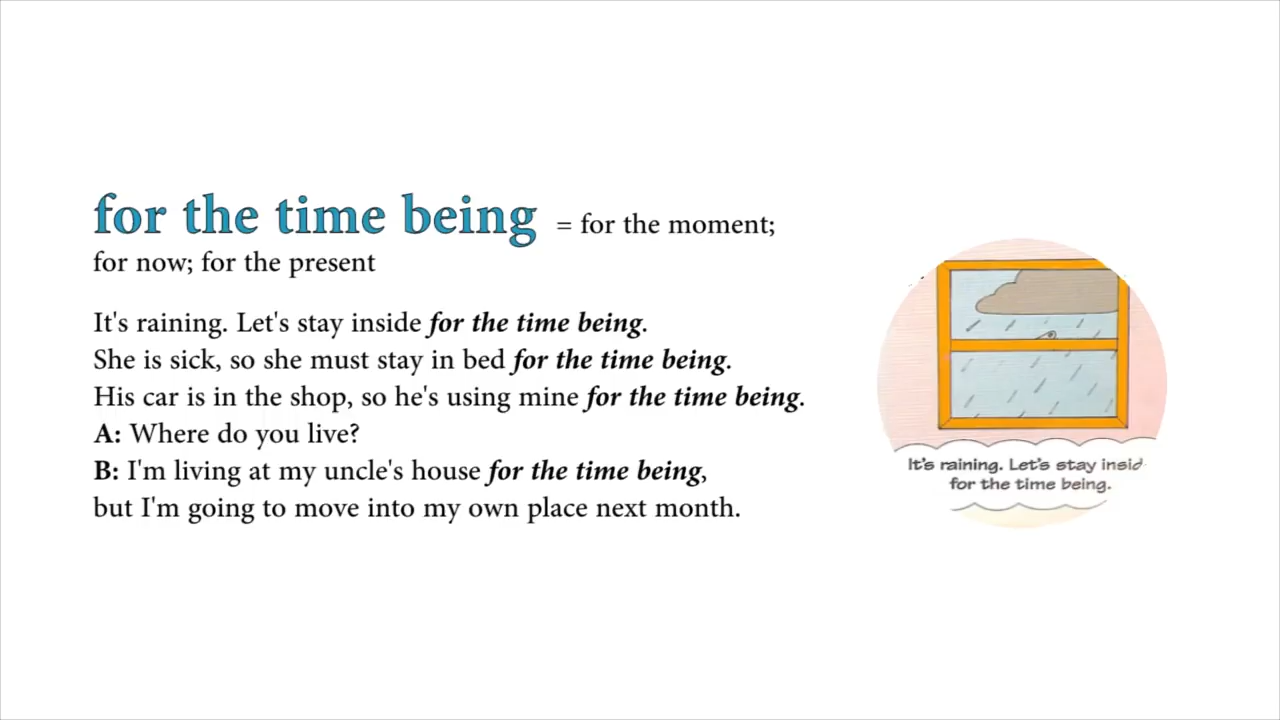 for the time being = for the moment;
for now; for the present
It's raining. Let's stay inside for the time being.
She is sick, so she must stay in bed for the time being.
His car is in the shop, so he's using mine for the time being.
A: Where do you live?
B: I'm living at my uncle's house for the time being,
but I'm going to move into my own place next month.
It's raining. Let's stay insid
for the time being.